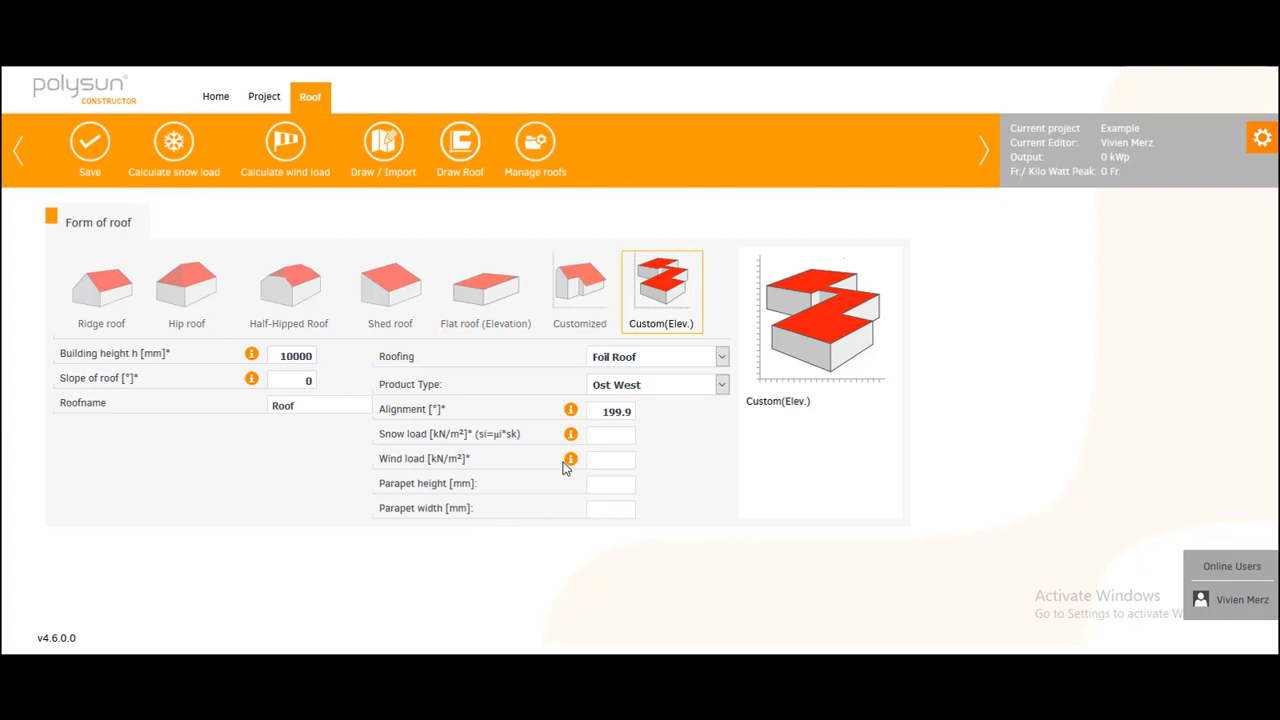 polysun®
CONSTRUCTOR
Home Project Roof
Save Calculate snow load Calculate wind load Draw / Import Draw Roof Manage roofs
Current project Example
Current Editor: Vivien Merz
Output: 0 kWp
Fr./ Kilo Watt Peak: 0 Fr.
Form of roof
Ridge roof Hip roof Half-Hipped Roof Shed roof Flat roof (Elevation) Customized Custom(Elev.)
Building height h [mm]* 10000
Slope of roof [°]* 0
Roofname Roof
Roofing Foil Roof
Product Type: Ost West
Alignment [°]* 199.9
Snow load [kN/m²]* (si=µi*sk)
Wind load [kN/m²]*
Parapet height [mm]:
Parapet width [mm]:
Custom(Elev.)
Online Users
Vivien Merz
Activate Windows
Go to Settings to activate W
v4.6.0.0